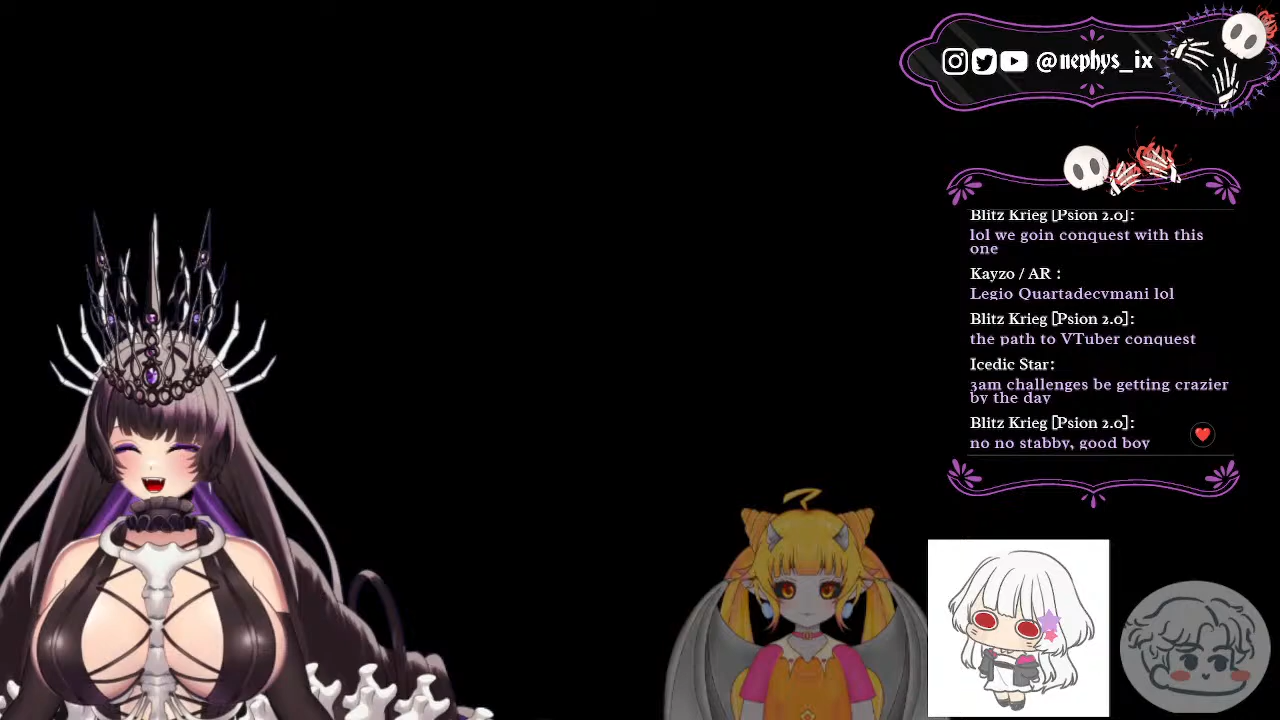 @nephys_ix
Blitz Krieg [Psion 2.0]:
lol we goin conquest with this
one
Kayzo / AR :
Legio Quartadecvmani lol
Blitz Krieg [Psion 2.0]:
the path to VTuber conquest
Icedic Star:
3am challenges be getting crazier
by the day
Blitz Krieg [Psion 2.0]:
no no stabby, good boy